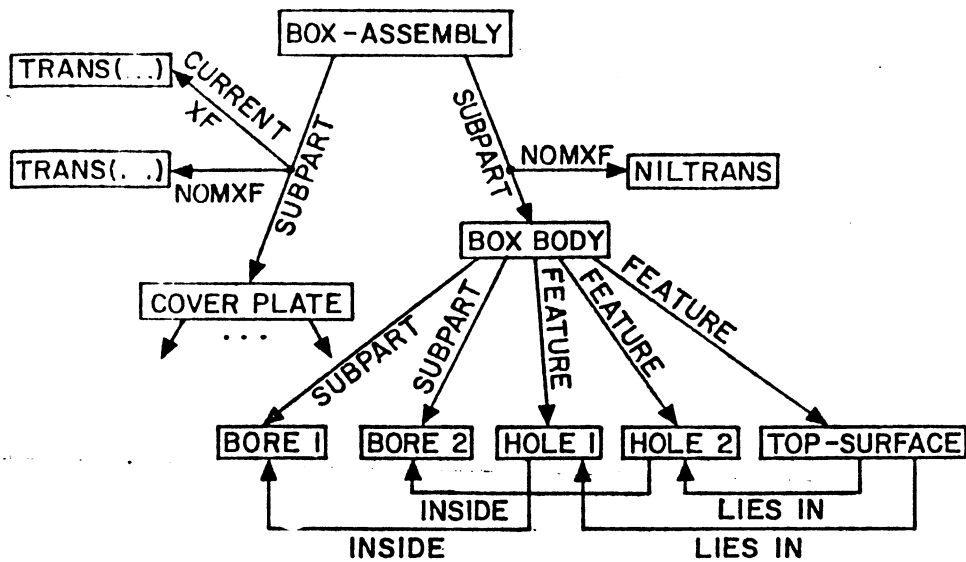 BOX-ASSEMBLY
TRANS(...)
CURRENT
XF
SUBPART
SUBPART
NOMXF
NILTRANS
TRANS(. .)
NOMXF
BOX BODY
COVER PLATE
...
SUBPART
SUBPART
FEATURE
FEATURE
FEATURE
BORE 1
BORE 2
HOLE 1
HOLE 2
TOP-SURFACE
INSIDE
LIES IN
INSIDE
LIES IN